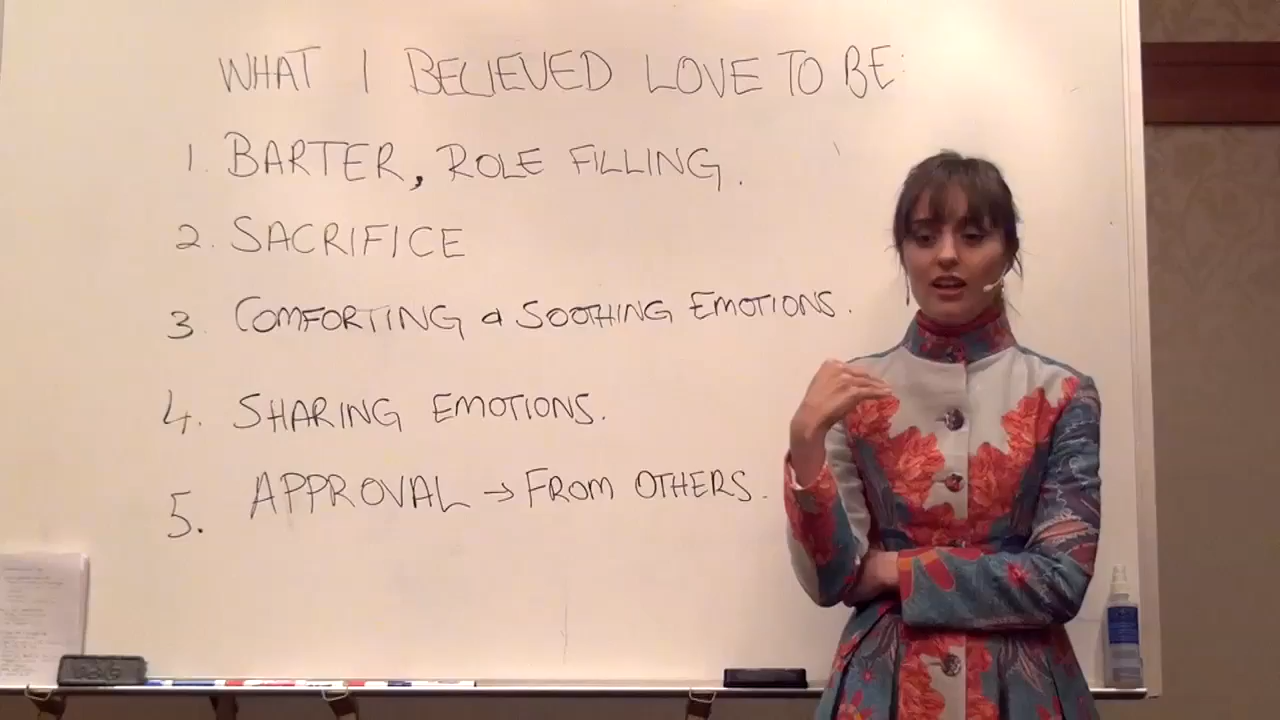 WHAT I BELIEVED LOVE TO BE:
1. BARTER, ROLE FILLING.
2. SACRIFICE
3. COMFORTING & SOOTHING EMOTIONS.
4. SHARING EMOTIONS.
5. APPROVAL → FROM OTHERS.